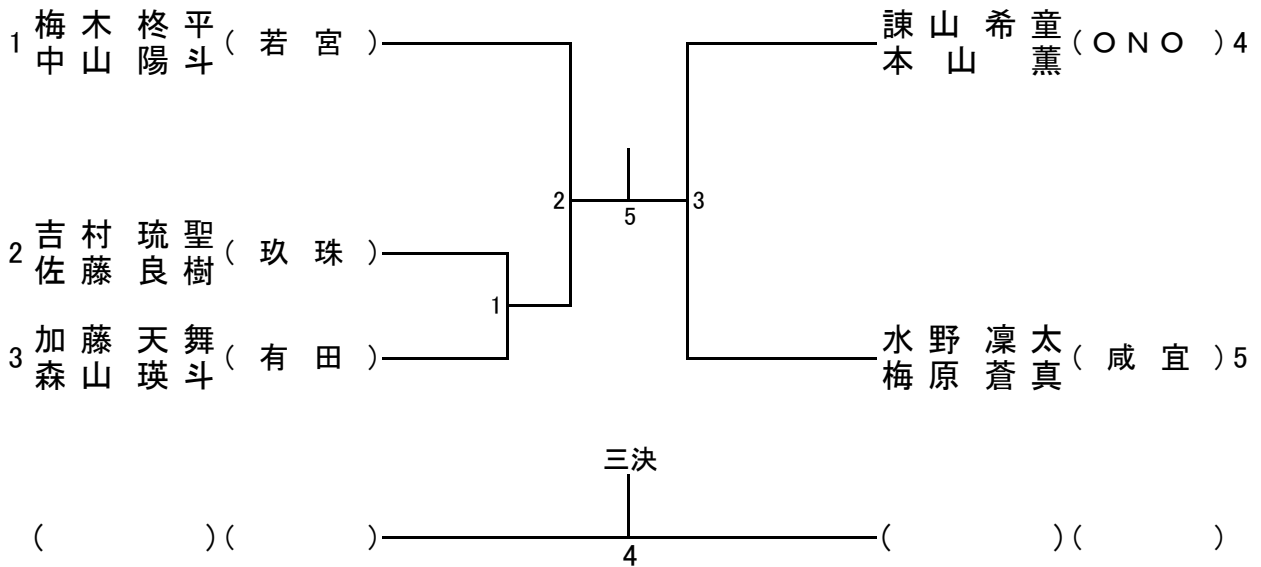 1 梅木 柊平 (若宮)
中山 陽斗
諌山 希童 (ONO) 4
本山 薫
2
5
3
2 吉村 琉聖 (玖珠)
佐藤 良樹
1
3 加藤 天舞 (有田)
森山 瑛斗
水野 凜太 (咸宜) 5
梅原 蒼真
三決
( ) ( )
4
( ) ( )